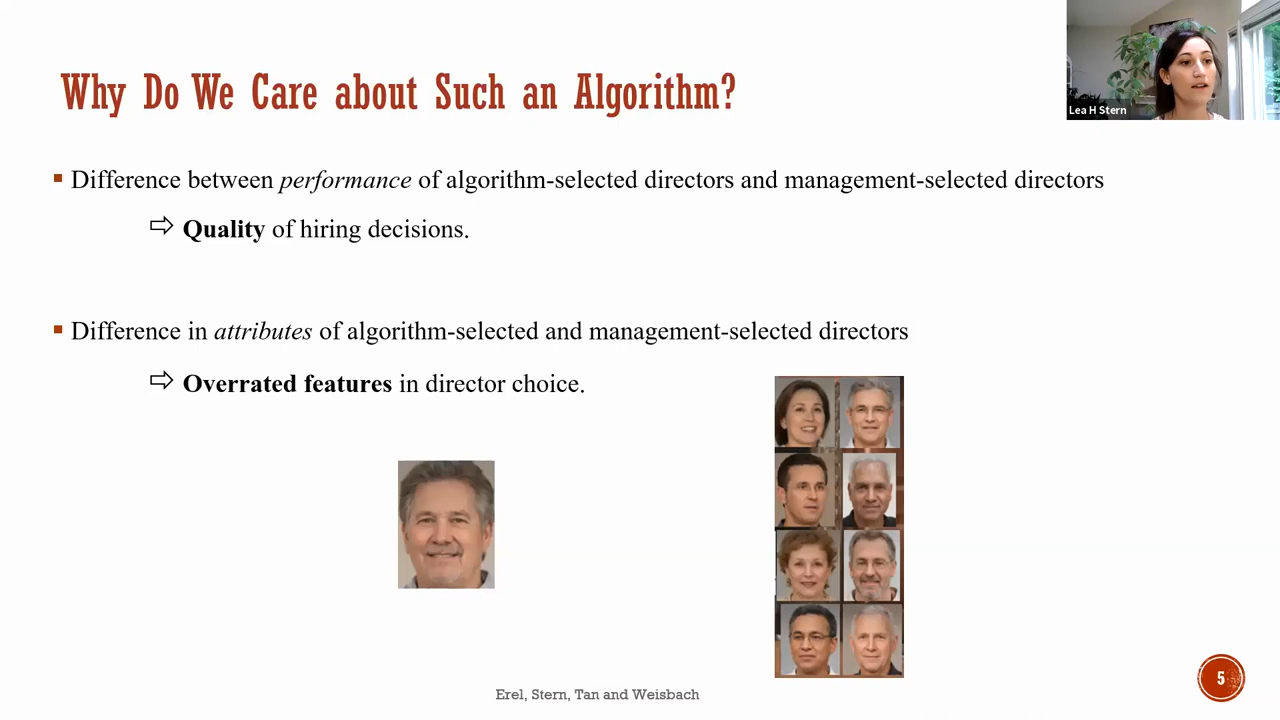 Why Do We Care about Such an Algorithm?
Lea H Stern
▪ Difference between performance of algorithm-selected directors and management-selected directors
⇨ Quality of hiring decisions.
▪ Difference in attributes of algorithm-selected and management-selected directors
⇨ Overrated features in director choice.
Erel, Stern, Tan and Weisbach
5